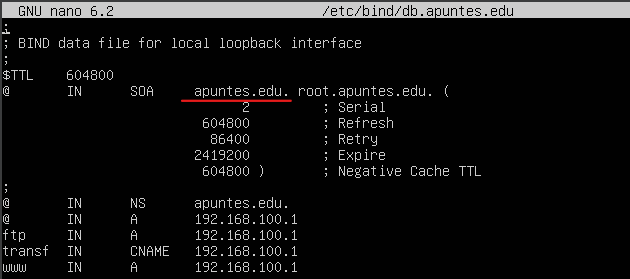 GNU nano 6.2 /etc/bind/db.apuntes.edu
;
; BIND data file for local loopback interface
;
$TTL 604800
@ IN SOA apuntes.edu. root.apuntes.edu. (
2 ; Serial
604800 ; Refresh
86400 ; Retry
2419200 ; Expire
604800 ) ; Negative Cache TTL
;
@ IN NS apuntes.edu.
@ IN A 192.168.100.1
ftp IN A 192.168.100.1
transf IN CNAME 192.168.100.1
www IN A 192.168.100.1